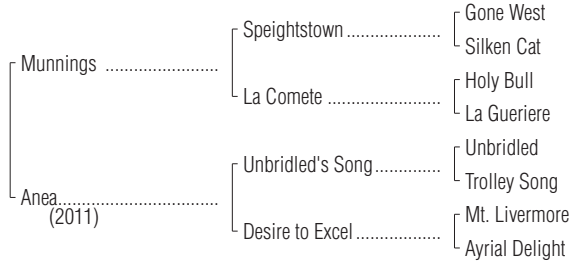 Gone West
Speightstown ....................
Silken Cat
Munnings ........................
Holy Bull
La Comete ........................
La Gueriere
Unbridled
Unbridled's Song..............
Trolley Song
Anea..................................
(2011)
Mt. Livermore
Desire to Excel ..................
Ayrial Delight